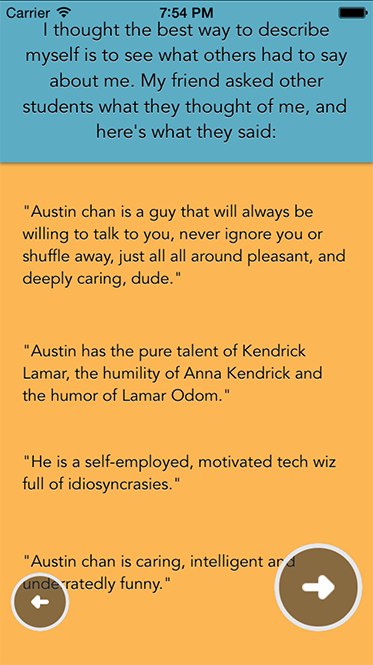 Carrier 7:54 PM
I thought the best way to describe
myself is to see what others had to say
about me. My friend asked other
students what they thought of me, and
here's what they said:
"Austin chan is a guy that will always be
willing to talk to you, never ignore you or
shuffle away, just all all around pleasant, and
deeply caring, dude."
"Austin has the pure talent of Kendrick
Lamar, the humility of Anna Kendrick and
the humor of Lamar Odom."
"He is a self-employed, motivated tech wiz
full of idiosyncrasies."
"Austin chan is caring, intelligent and
underratedly funny."